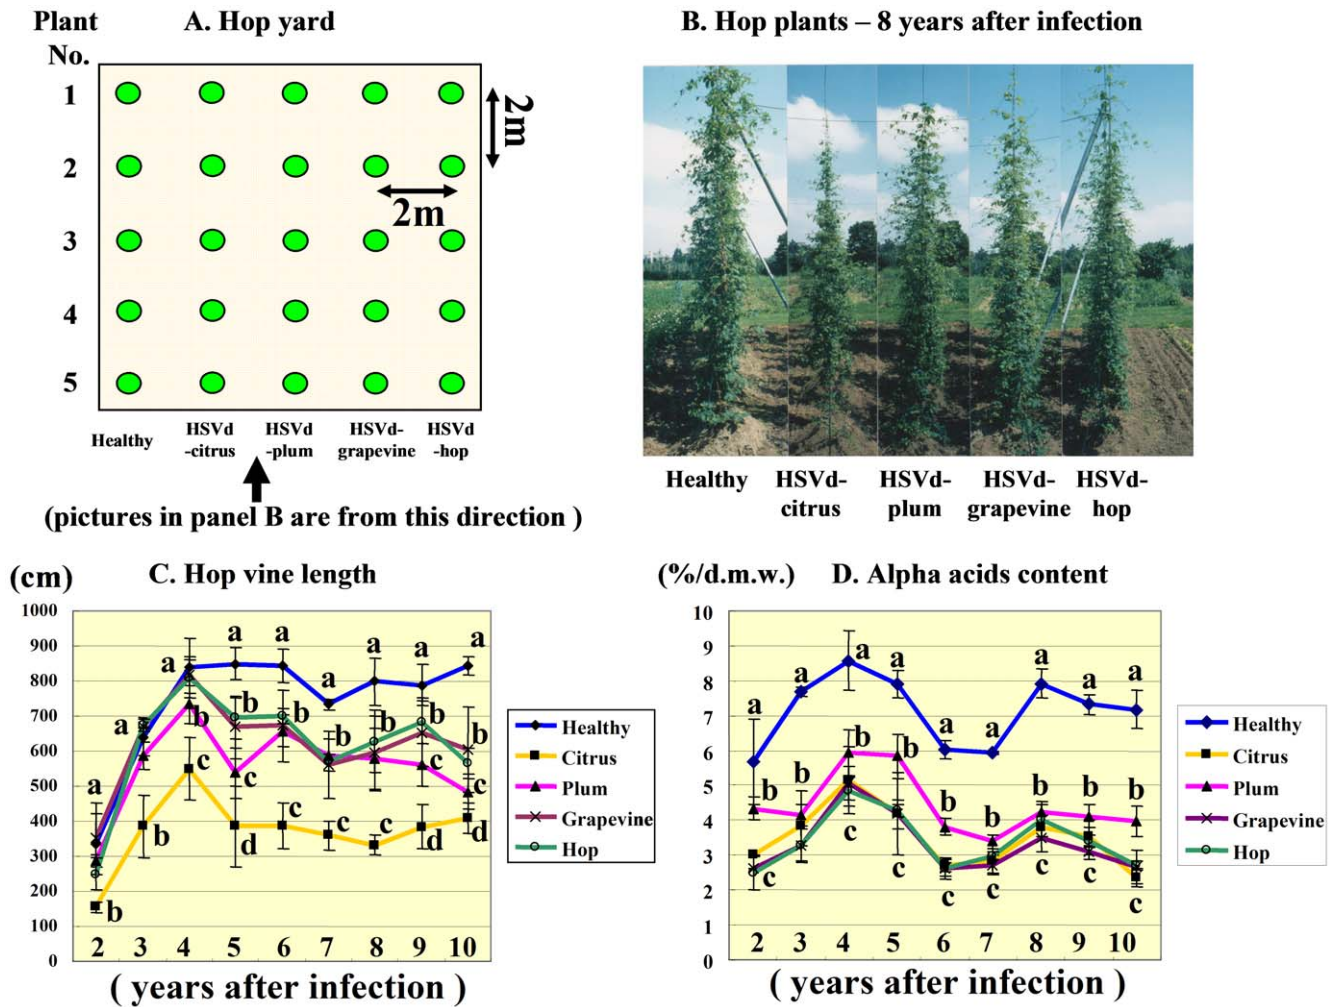 Plant
No.
A. Hop yard
1
2
3
4
5
2m
2m
Healthy
HSVd
-citrus
HSVd
-plum
HSVd-
grapevine
HSVd
-hop
(pictures in panel B are from this direction )
B. Hop plants – 8 years after infection
Healthy
HSVd-
citrus
HSVd-
plum
HSVd-
grapevine
HSVd-
hop
(cm)
C. Hop vine length
1000
900
800
700
600
500
400
300
200
100
0
a
a
a
a
a
a
a
a
a
b
b
b
b
b
b
b
b
b
c
c
c
c
c
c
c
c
d
d
d
2 3 4 5 6 7 8 9 10
( years after infection )
Healthy
Citrus
Plum
Grapevine
Hop
(%/d.m.w.)
D. Alpha acids content
10
9
8
7
6
5
4
3
2
1
0
a
a
a
a
a
a
a
a
a
b
b
b
b
b
b
b
b
b
c
c
c
c
c
c
c
c
2 3 4 5 6 7 8 9 10
( years after infection )
Healthy
Citrus
Plum
Grapevine
Hop